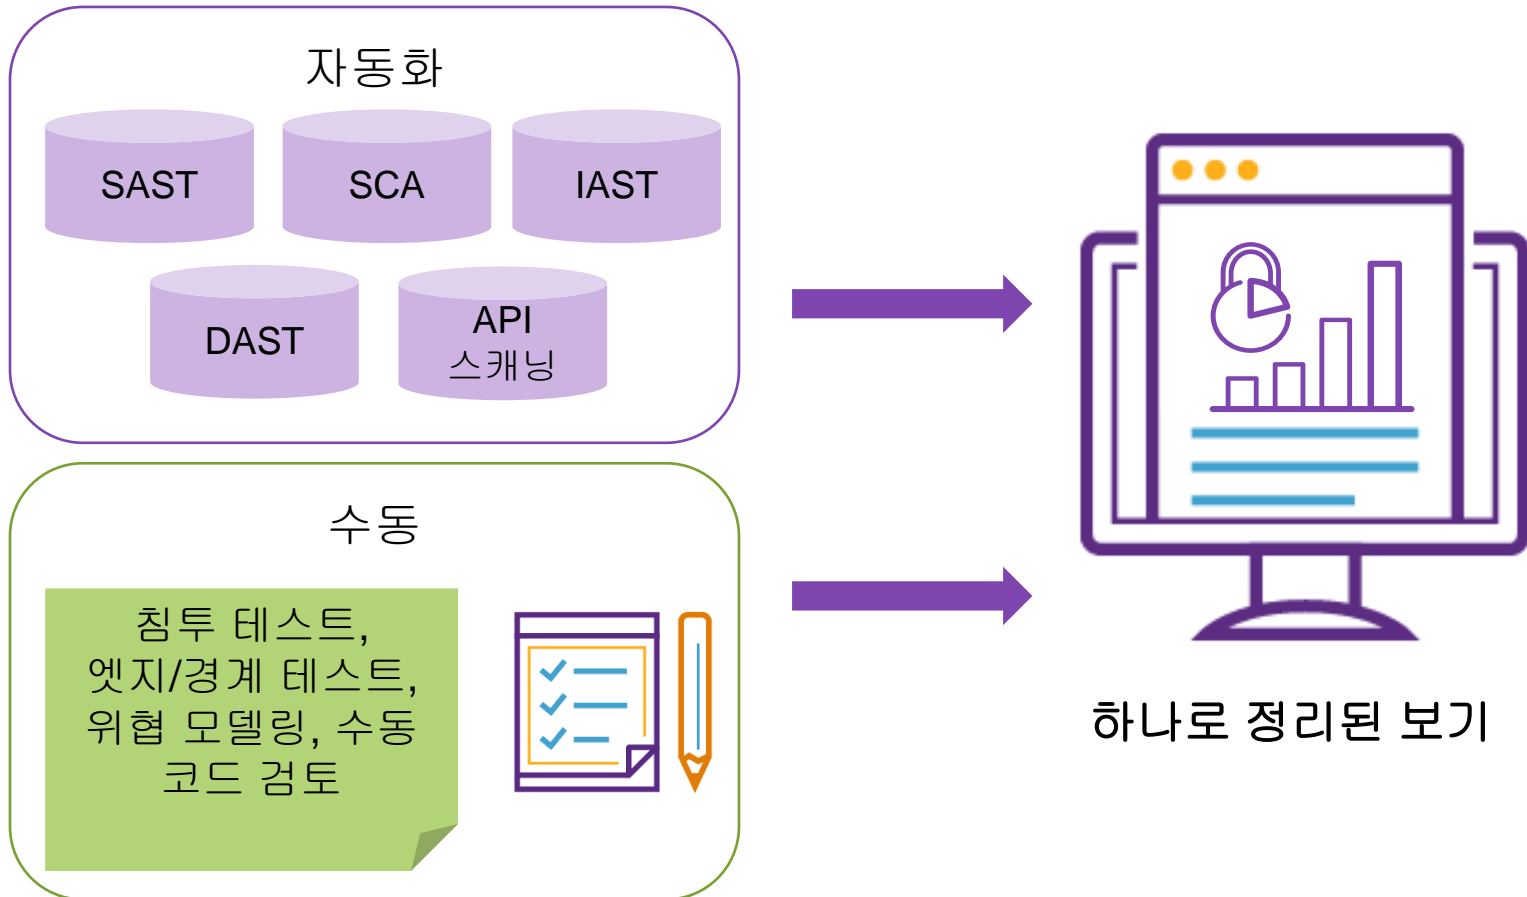 자동화
SAST
SCA
IAST
DAST
API
스캐닝
수동
침투 테스트,
엣지/경계 테스트,
위협 모델링, 수동
코드 검토
하나로 정리된 보기